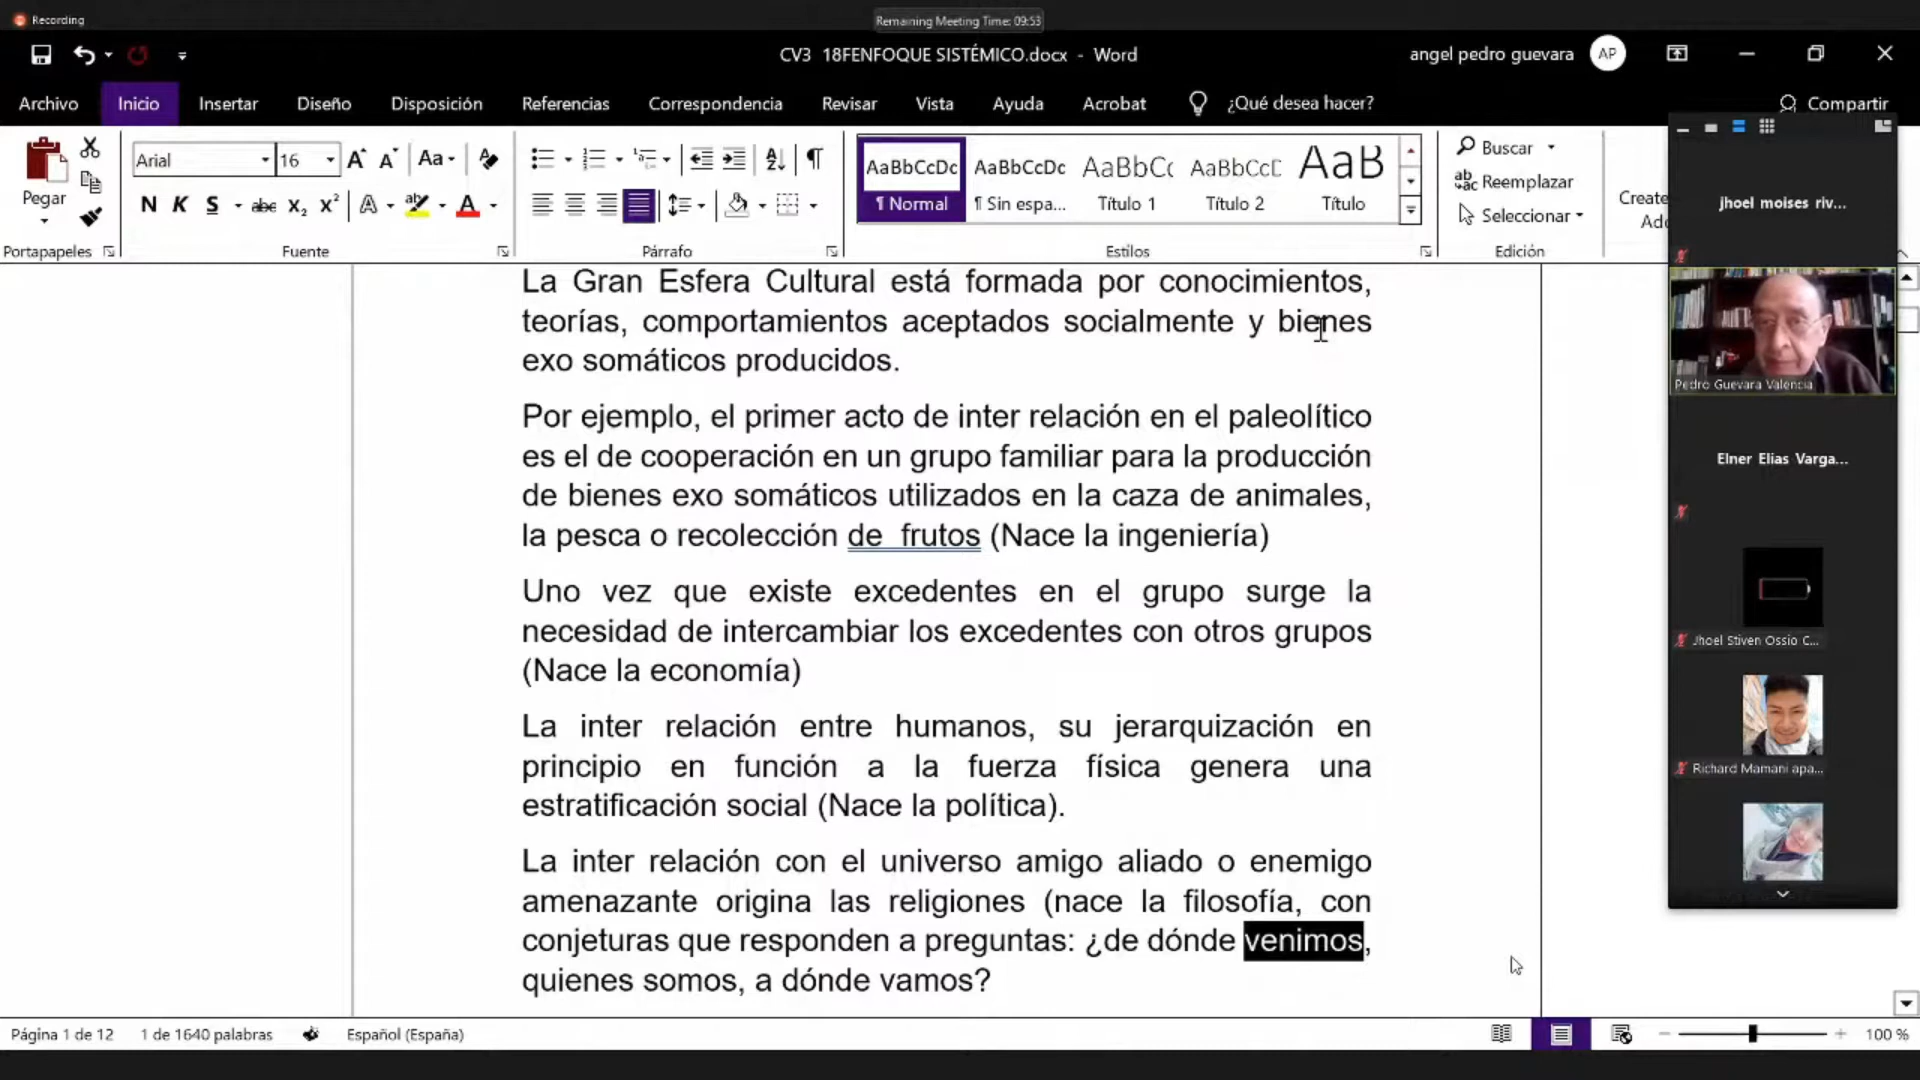 Recording
Remaining Meeting Time: 09:53
CV3 18FENFOQUE SISTÉMICO.docx - Word
angel pedro guevara
AP
Archivo
Inicio
Insertar
Diseño
Disposición
Referencias
Correspondencia
Revisar
Vista
Ayuda
Acrobat
¿Qué desea hacer?
Compartir
Pegar
Arial
16
Aa
N K S abc X₂ X² A A
Portapapeles
Fuente
Párrafo
AaBbCcDc
¶ Normal
AaBbCcDc
¶ Sin espa...
AaBbCc
Título 1
AaBbCcD
Título 2
AaB
Título
Estilos
Buscar
Reemplazar
Seleccionar
Edición
Create
Ado
La Gran Esfera Cultural está formada por conocimientos,
teorías, comportamientos aceptados socialmente y bienes
exo somáticos producidos.
Por ejemplo, el primer acto de inter relación en el paleolítico
es el de cooperación en un grupo familiar para la producción
de bienes exo somáticos utilizados en la caza de animales,
la pesca o recolección de frutos (Nace la ingeniería)
Uno vez que existe excedentes en el grupo surge la
necesidad de intercambiar los excedentes con otros grupos
(Nace la economía)
La inter relación entre humanos, su jerarquización en
principio en función a la fuerza física genera una
estratificación social (Nace la política).
La inter relación con el universo amigo aliado o enemigo
amenazante origina las religiones (nace la filosofía, con
conjeturas que responden a preguntas: ¿de dónde venimos,
quienes somos, a dónde vamos?
jhoel moises riv...
Pedro Guevara Valencia
Elner Elias Varga...
Jhoel Stiven Ossio C...
Richard Mamani apa...
Página 1 de 12
1 de 1640 palabras
Español (España)
100 %